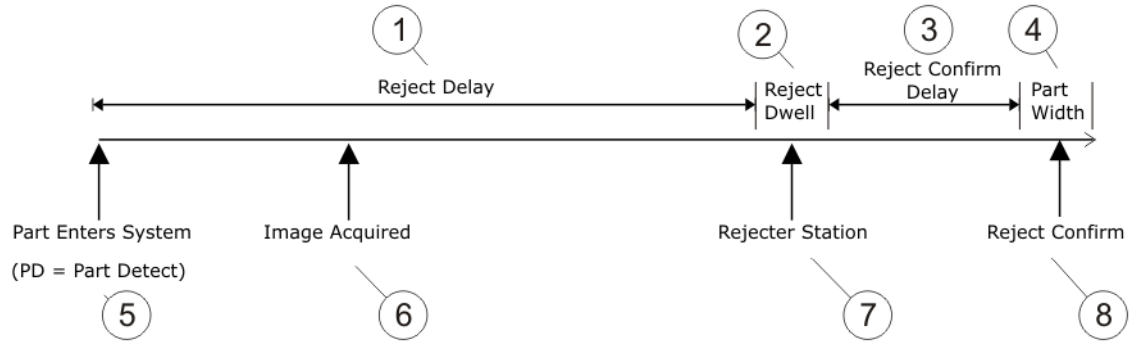 1
2
3
4
Reject Delay
Reject
Dwell
Reject Confirm
Delay
Part
Width
Part Enters System
(PD = Part Detect)
Image Acquired
Rejecter Station
Reject Confirm
5
6
7
8